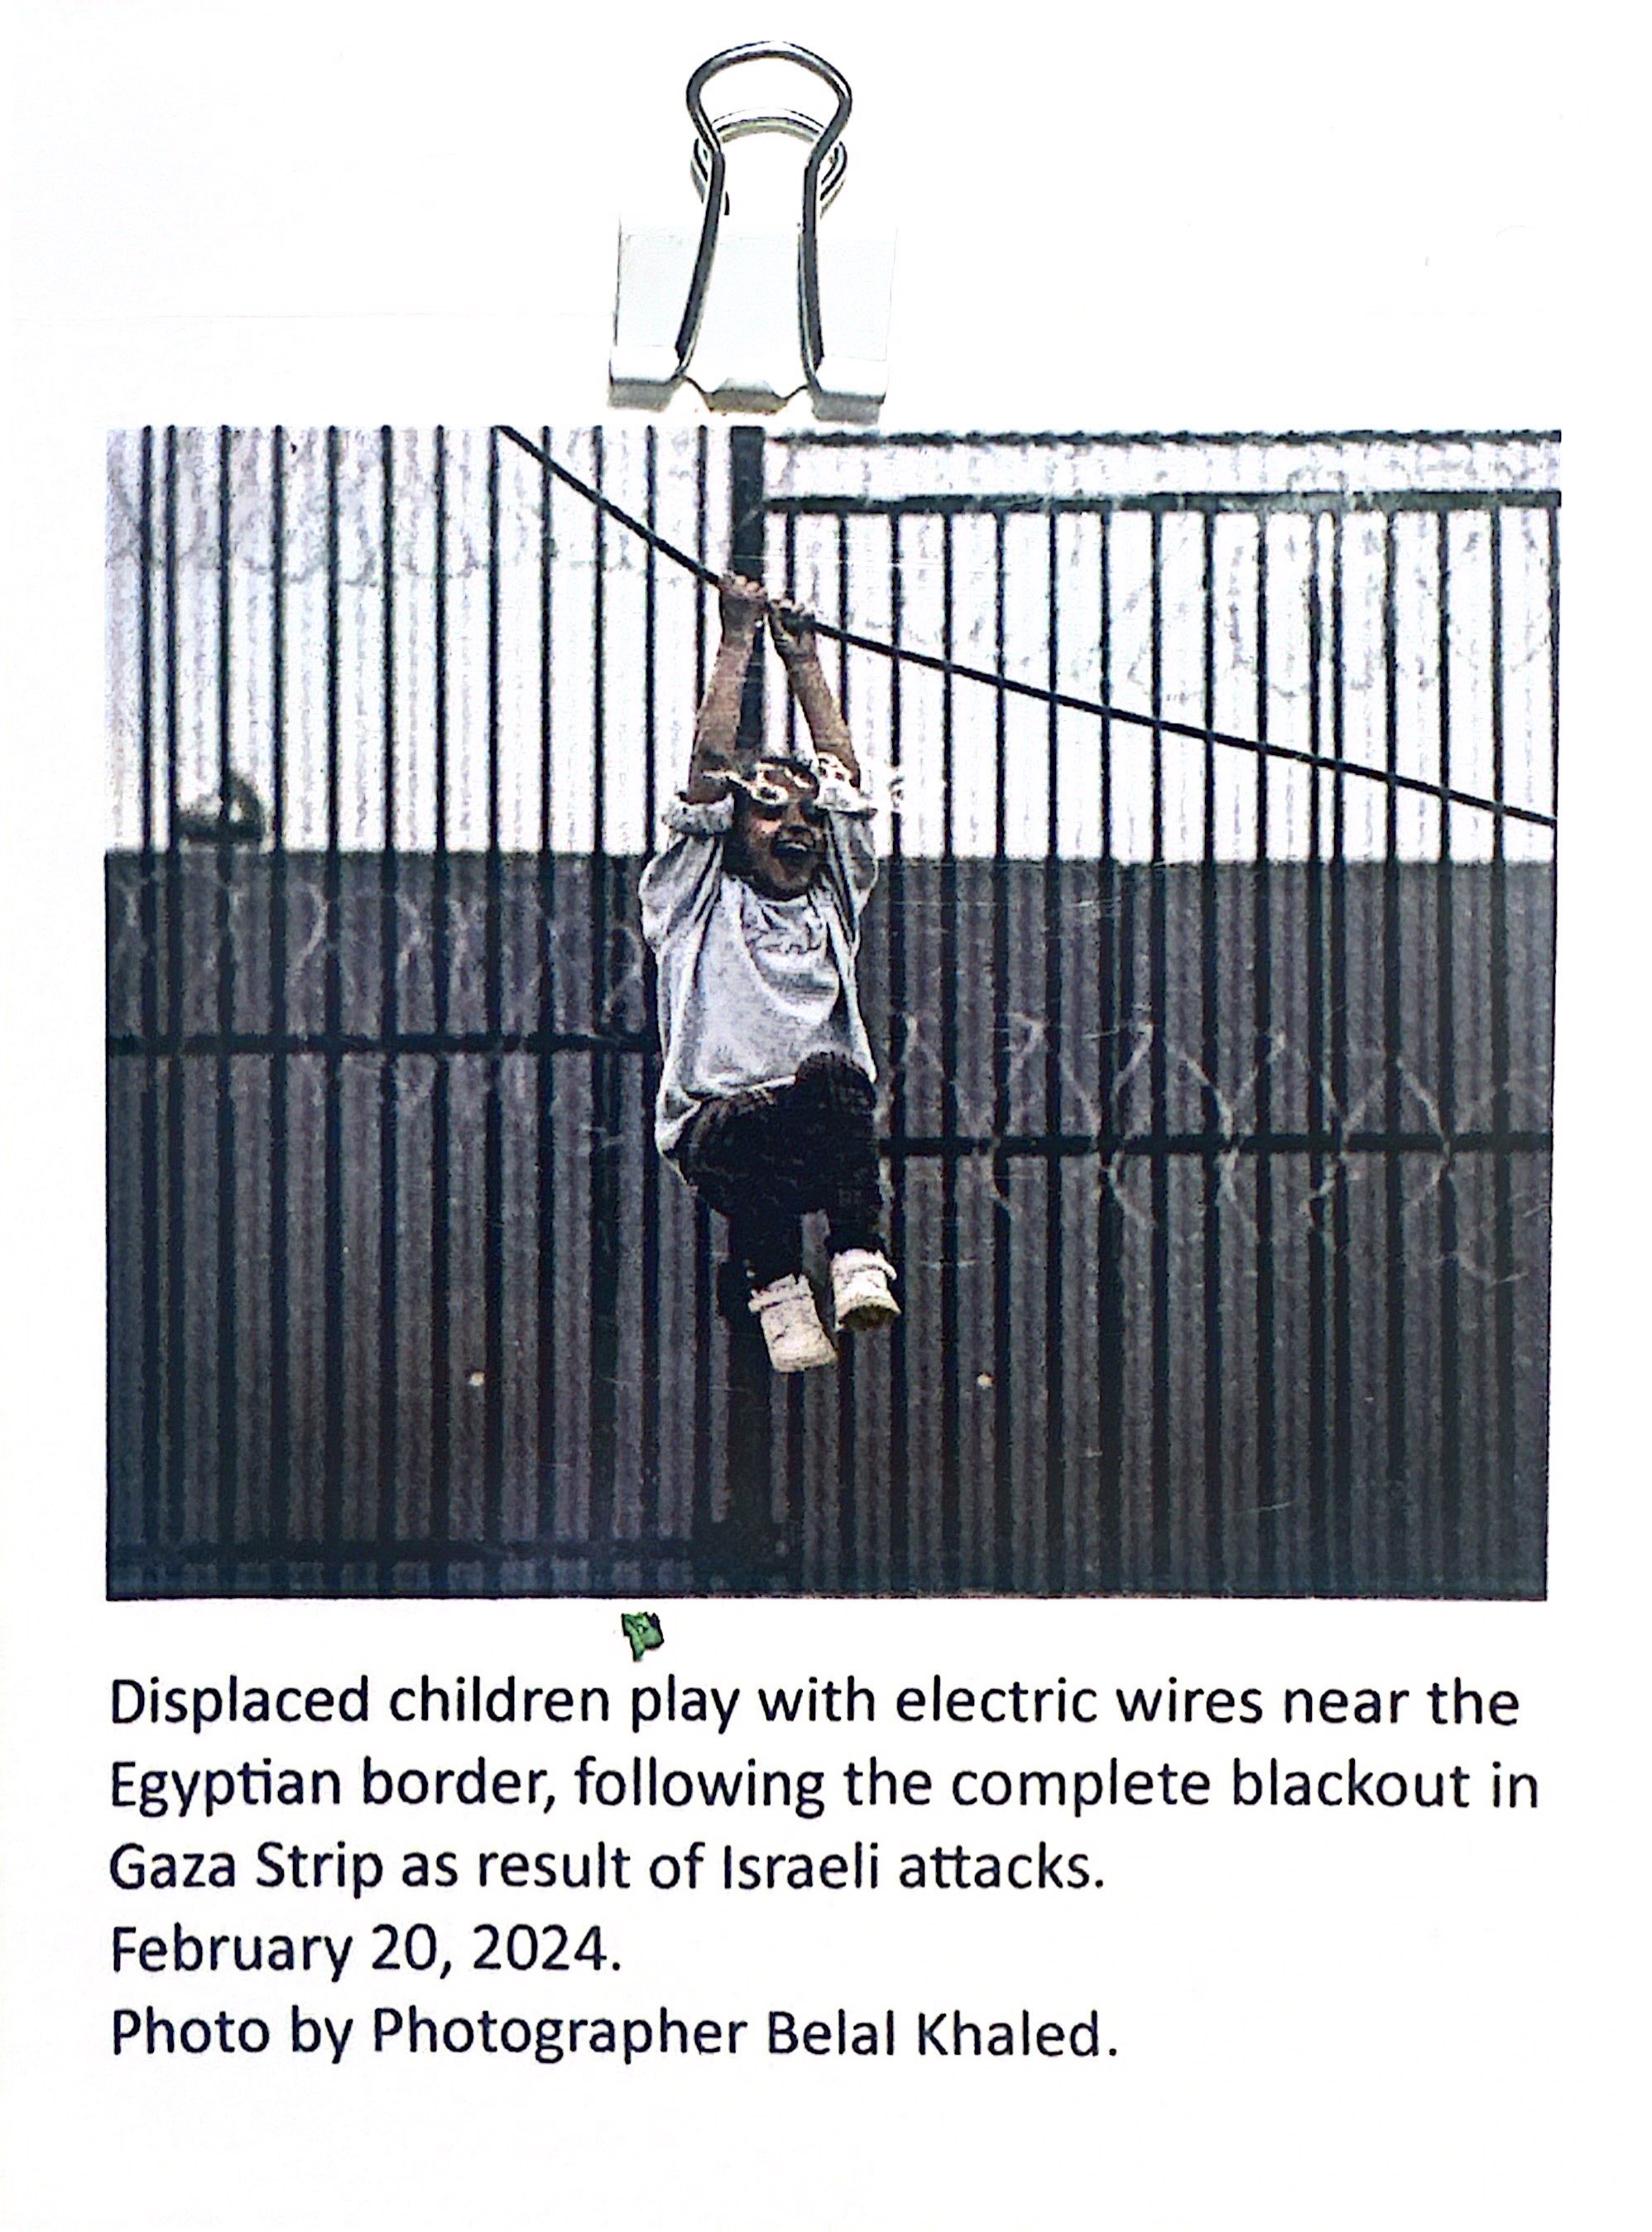 Displaced children play with electric wires near the
Egyptian border, following the complete blackout in
Gaza Strip as result of Israeli attacks.
February 20, 2024.
Photo by Photographer Belal Khaled.